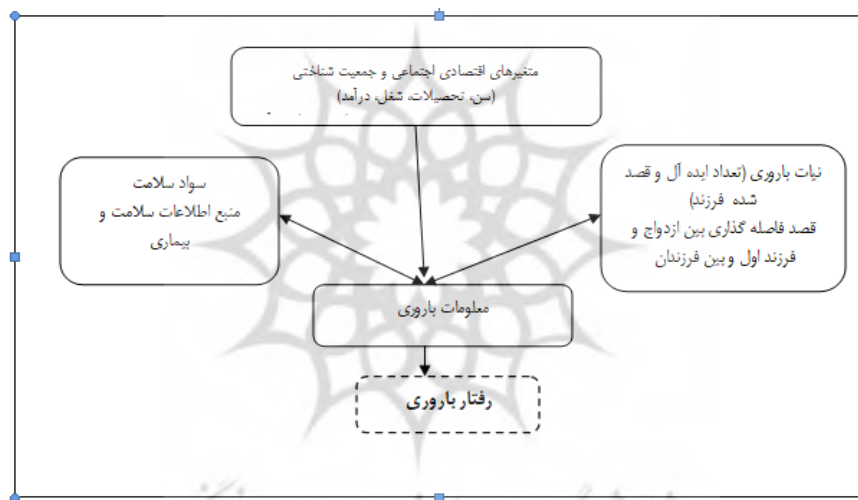 متغیرهای اقتصادی اجتماعی و جمعیت شناختی
(سن، تحصیلات، شغل، درآمد)
نیات باروری (تعداد ایده آل و قصد
شده فرزند)
قصد فاصله گذاری بین ازدواج و
فرزند اول و بین فرزندان
سواد سلامت
منبع اطلاعات سلامت و
بیماری
معلومات باروری
رفتار باروری